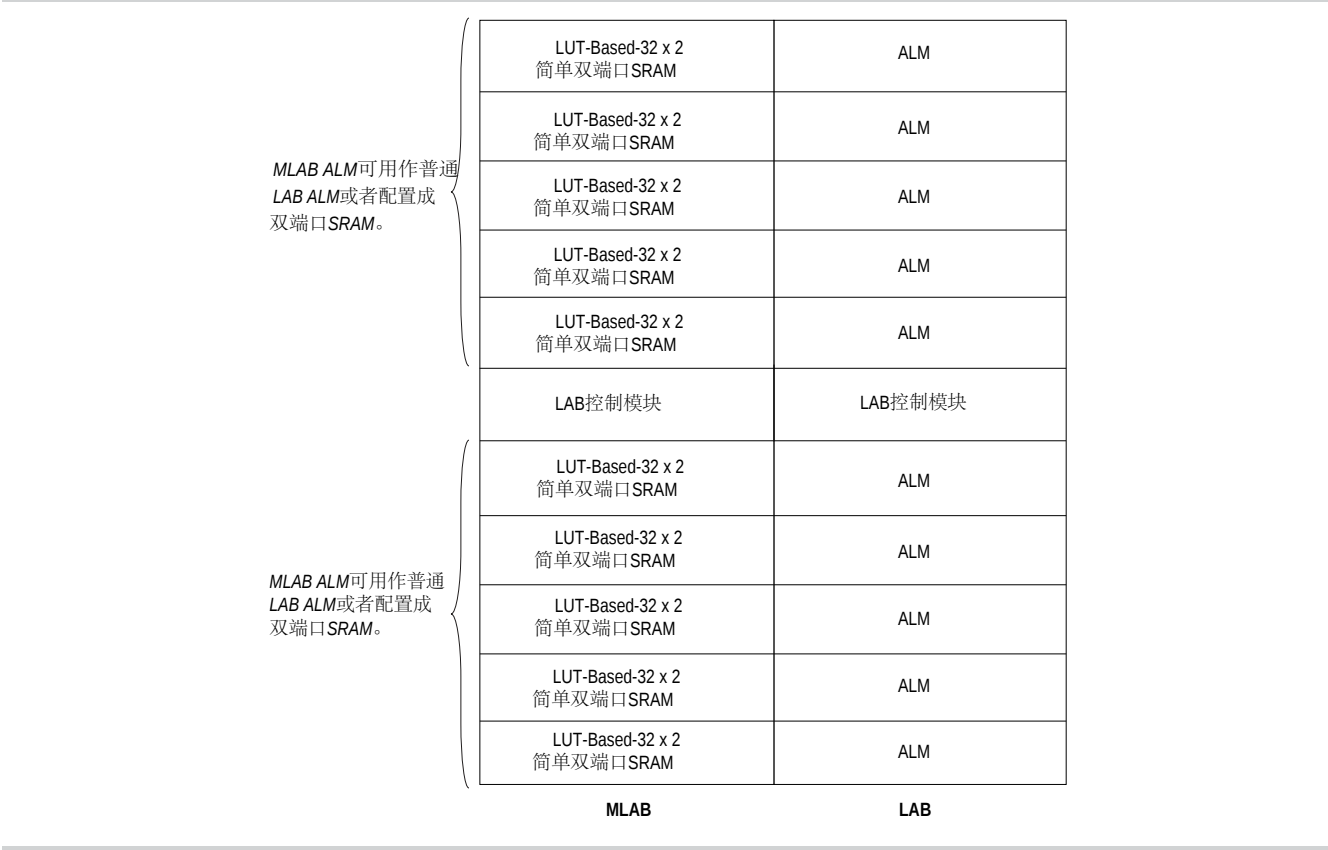 LUT-Based-32 x 2
简单双端口SRAM
ALM
LUT-Based-32 x 2
简单双端口SRAM
ALM
MLAB ALM可用作普通
LAB ALM或者配置成
双端口SRAM。
LUT-Based-32 x 2
简单双端口SRAM
ALM
LUT-Based-32 x 2
简单双端口SRAM
ALM
LUT-Based-32 x 2
简单双端口SRAM
ALM
LAB控制模块
LAB控制模块
LUT-Based-32 x 2
简单双端口SRAM
ALM
LUT-Based-32 x 2
简单双端口SRAM
ALM
MLAB ALM可用作普通
LAB ALM或者配置成
双端口SRAM。
LUT-Based-32 x 2
简单双端口SRAM
ALM
LUT-Based-32 x 2
简单双端口SRAM
ALM
LUT-Based-32 x 2
简单双端口SRAM
ALM
MLAB
LAB